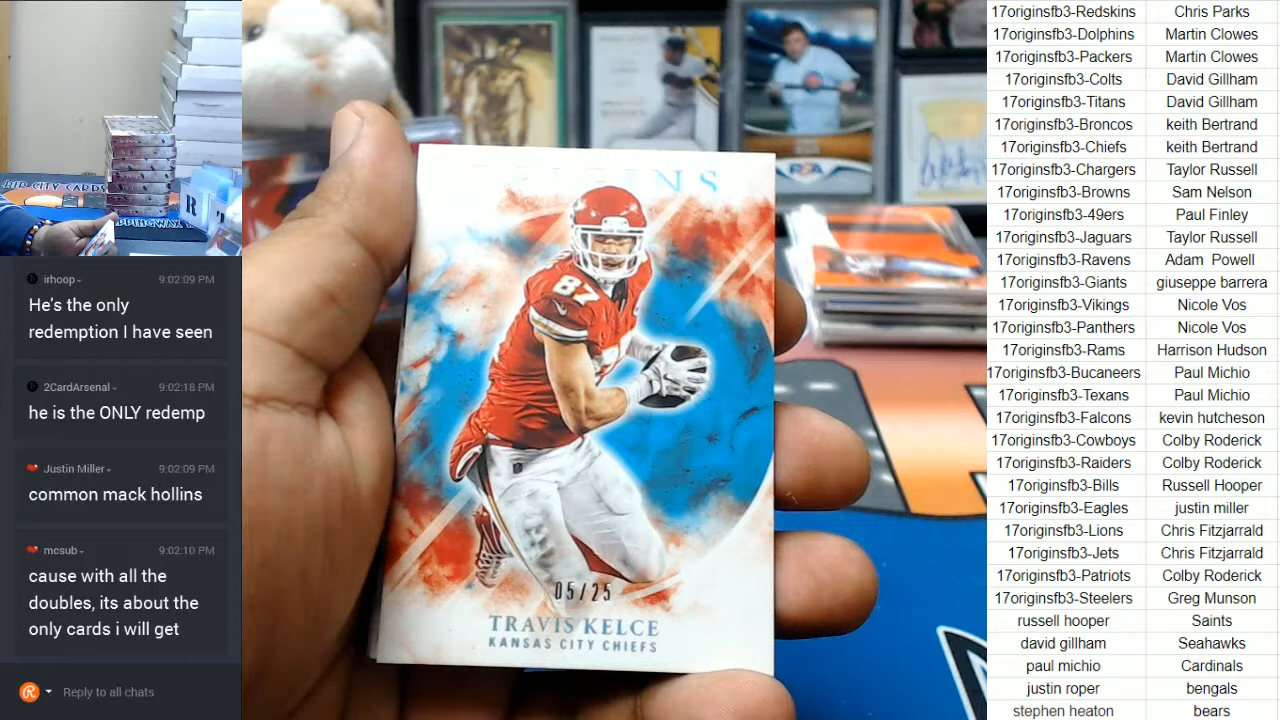 RIP CITY CARDS
RIPPINGWAX
R
irhoop 9:02:09 PM
He's the only
redemption I have seen
2CardArsenal 9:02:18 PM
he is the ONLY redemp
Justin Miller 9:02:09 PM
common mack hollins
mcsub 9:02:10 PM
cause with all the
doubles, its about the
only cards i will get
Reply to all chats
87
05/25
TRAVIS KELCE
KANSAS CITY CHIEFS
17originsfb3-Redskins Chris Parks
17originsfb3-Dolphins Martin Clowes
17originsfb3-Packers Martin Clowes
17originsfb3-Colts David Gillham
17originsfb3-Titans David Gillham
17originsfb3-Broncos keith Bertrand
17originsfb3-Chiefs keith Bertrand
17originsfb3-Chargers Taylor Russell
17originsfb3-Browns Sam Nelson
17originsfb3-49ers Paul Finley
17originsfb3-Jaguars Taylor Russell
17originsfb3-Ravens Adam Powell
17originsfb3-Giants giuseppe barrera
17originsfb3-Vikings Nicole Vos
17originsfb3-Panthers Nicole Vos
17originsfb3-Rams Harrison Hudson
17originsfb3-Bucaneers Paul Michio
17originsfb3-Texans Paul Michio
17originsfb3-Falcons kevin hutcheson
17originsfb3-Cowboys Colby Roderick
17originsfb3-Raiders Colby Roderick
17originsfb3-Bills Russell Hooper
17originsfb3-Eagles justin miller
17originsfb3-Lions Chris Fitzjarrald
17originsfb3-Jets Chris Fitzjarrald
17originsfb3-Patriots Colby Roderick
17originsfb3-Steelers Greg Munson
russell hooper Saints
david gillham Seahawks
paul michio Cardinals
justin roper bengals
stephen heaton bears